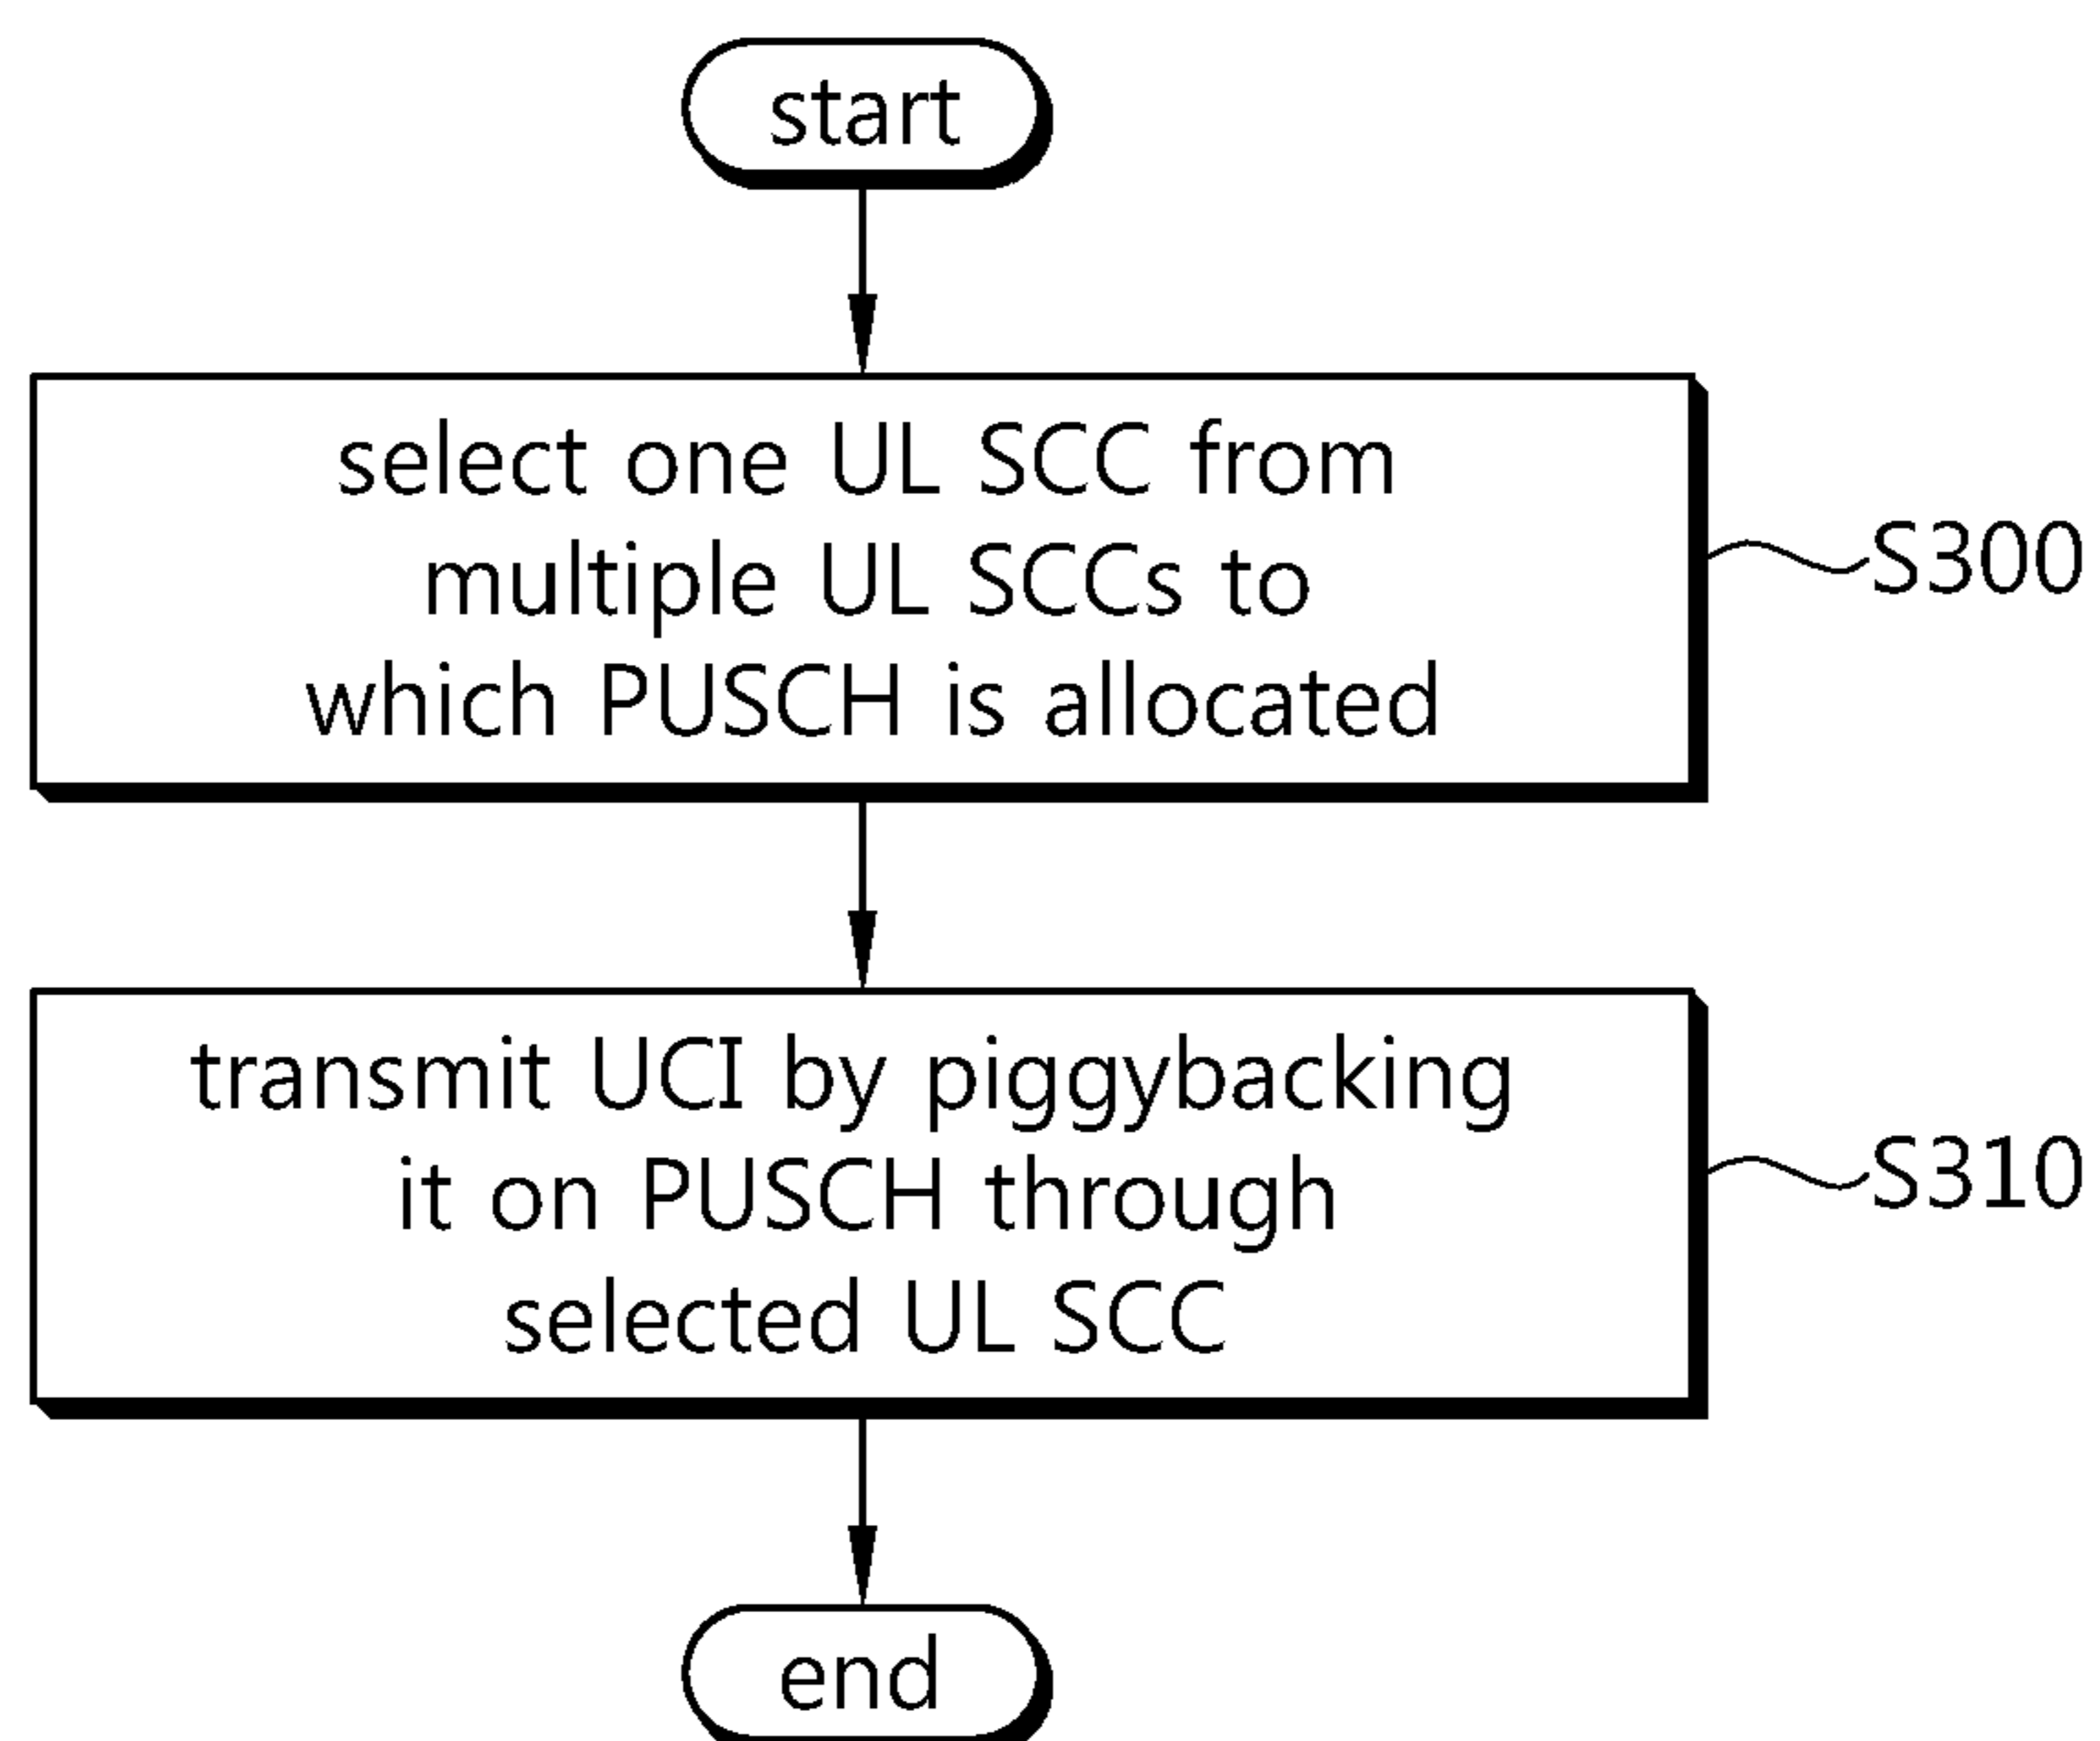 start
select one UL SCC from
multiple UL SCCs to
which PUSCH is allocated
S300
transmit UCI by piggybacking
it on PUSCH through
selected UL SCC
S310
end